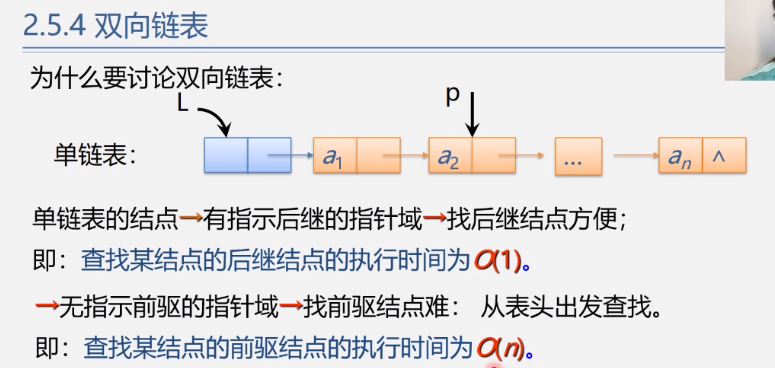 2.5.4 双向链表
为什么要讨论双向链表：
L
p
单链表： a1 a2 ... an ∧
单链表的结点→有指示后继的指针域→找后继结点方便；
即：查找某结点的后继结点的执行时间为O(1)。
→无指示前驱的指针域→找前驱结点难： 从表头出发查找。
即：查找某结点的前驱结点的执行时间为O(n)。